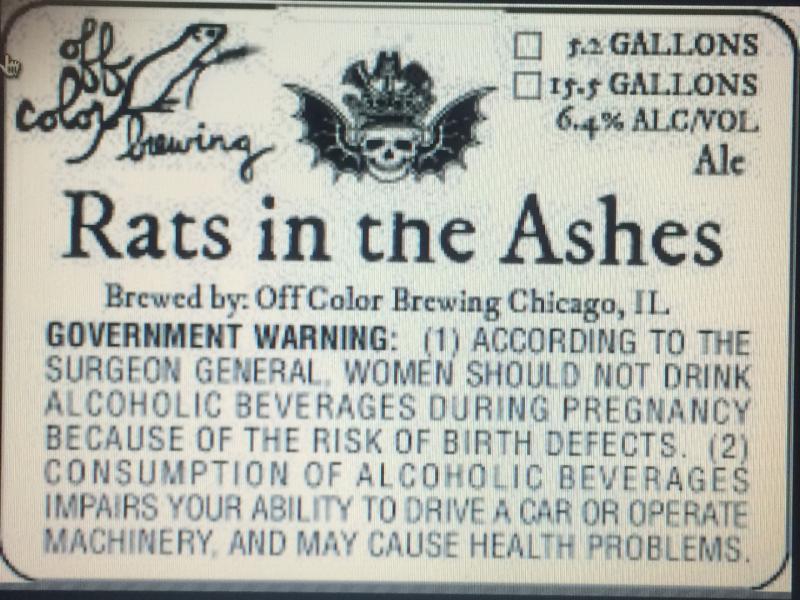 off
color
brewing
5.2 GALLONS
15.5 GALLONS
6.4% ALC/VOL
Ale
Rats in the Ashes
Brewed by: Off Color Brewing Chicago, IL
GOVERNMENT WARNING: (1) ACCORDING TO THE
SURGEON GENERAL, WOMEN SHOULD NOT DRINK
ALCOHOLIC BEVERAGES DURING PREGNANCY
BECAUSE OF THE RISK OF BIRTH DEFECTS. (2)
CONSUMPTION OF ALCOHOLIC BEVERAGES
IMPAIRS YOUR ABILITY TO DRIVE A CAR OR OPERATE
MACHINERY, AND MAY CAUSE HEALTH PROBLEMS.